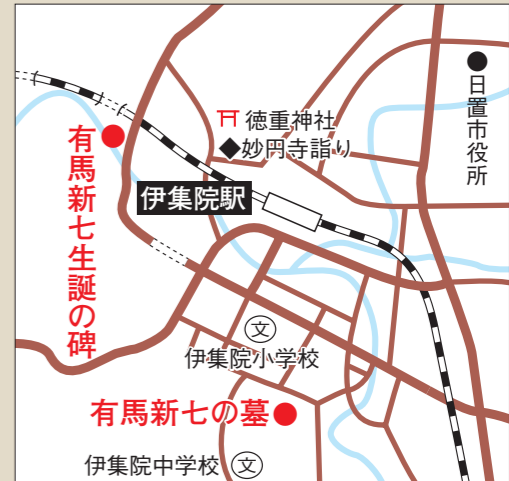 日置市役所
徳重神社
妙円寺詣り
伊集院駅
有馬新七生誕の碑
文
伊集院小学校
有馬新七の墓
伊集院中学校
文